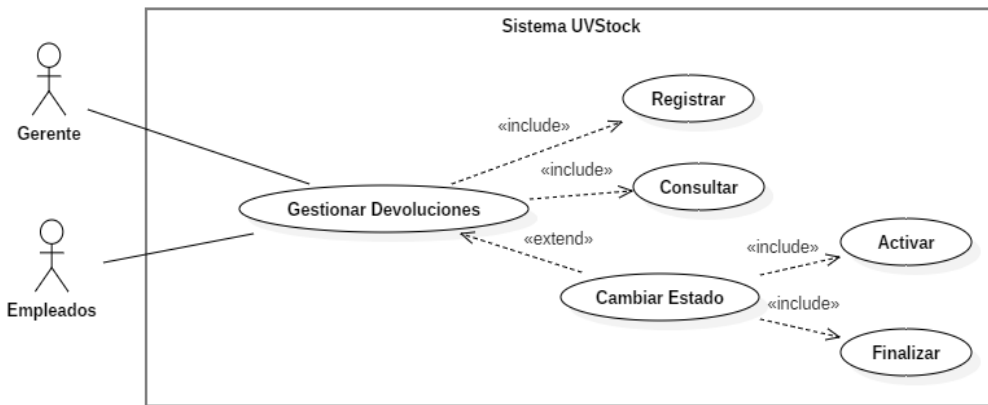 Sistema UVStock
Gerente
Registrar
«include»
«include»
Consultar
Gestionar Devoluciones
«extend»
Empleados
«include»
Activar
Cambiar Estado
«include»
Finalizar